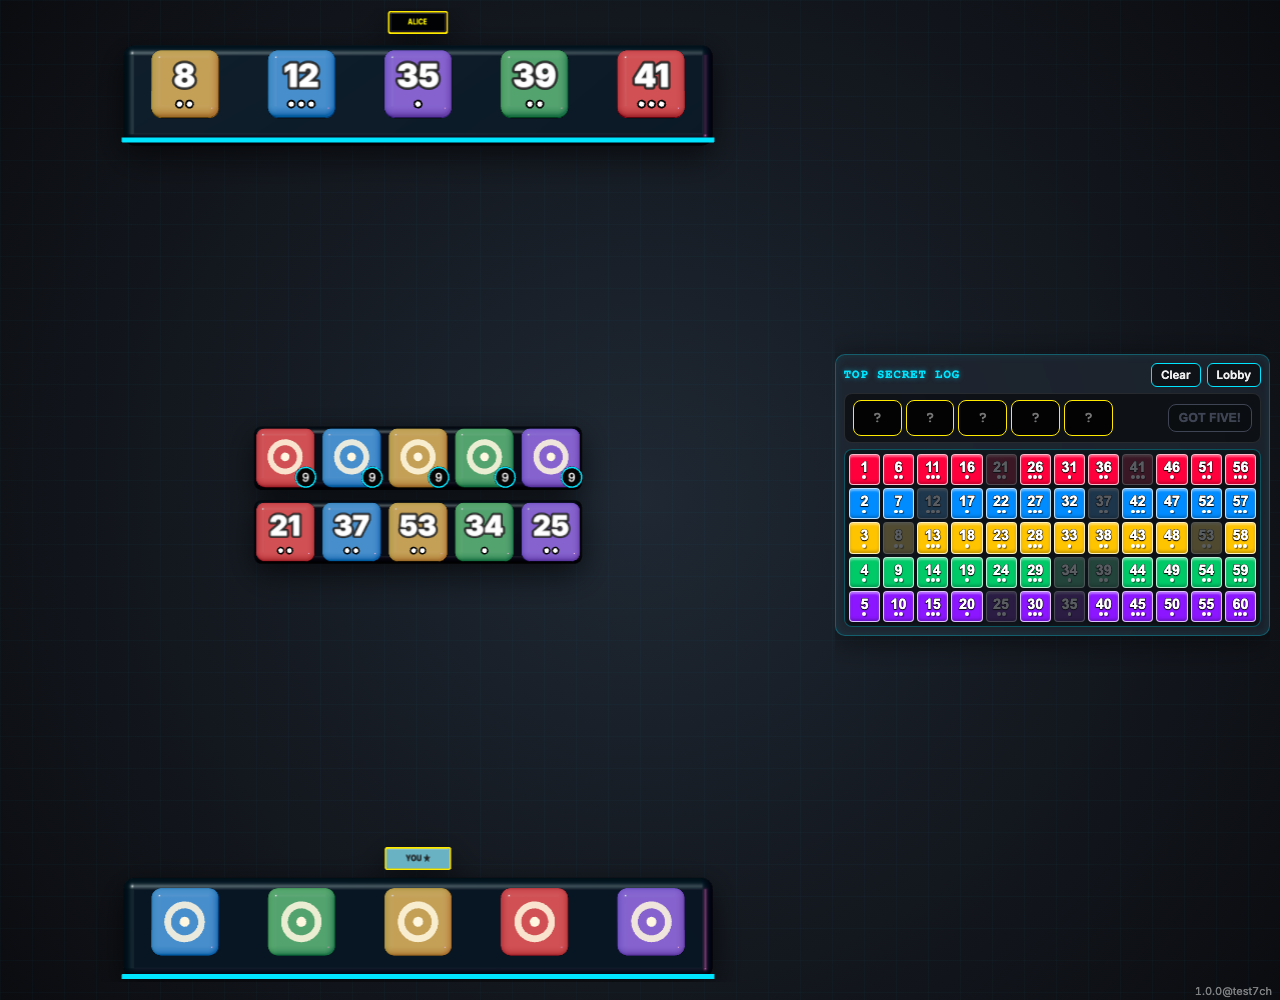 ALICE
8 12 35 39 41
9 9 9 9 9
21 37 53 34 25
TOP SECRET LOG Clear Lobby
? ? ? ? ? GOT FIVE!
1 6 11 16 21 26 31 36 41 46 51 56
2 7 12 17 22 27 32 37 42 47 52 57
3 8 13 18 23 28 33 38 43 48 53 58
4 9 14 19 24 29 34 39 44 49 54 59
5 10 15 20 25 30 35 40 45 50 55 60
YOU ★
1.0.0@test7ch